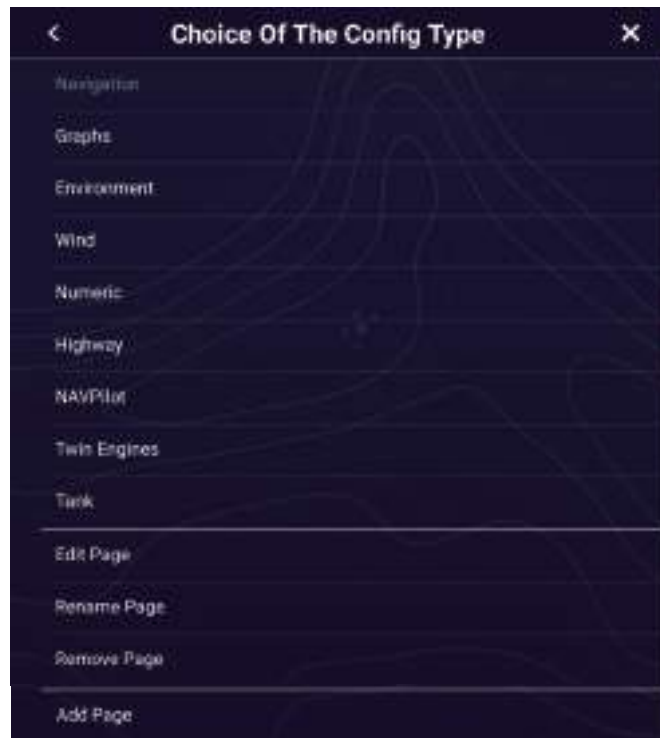 Choice Of The Config Type
Navigation
Graphs
Environment
Wind
Numeric
Highway
NAVPilot
Twin Engines
Tank
Edit Page
Rename Page
Remove Page
Add Page